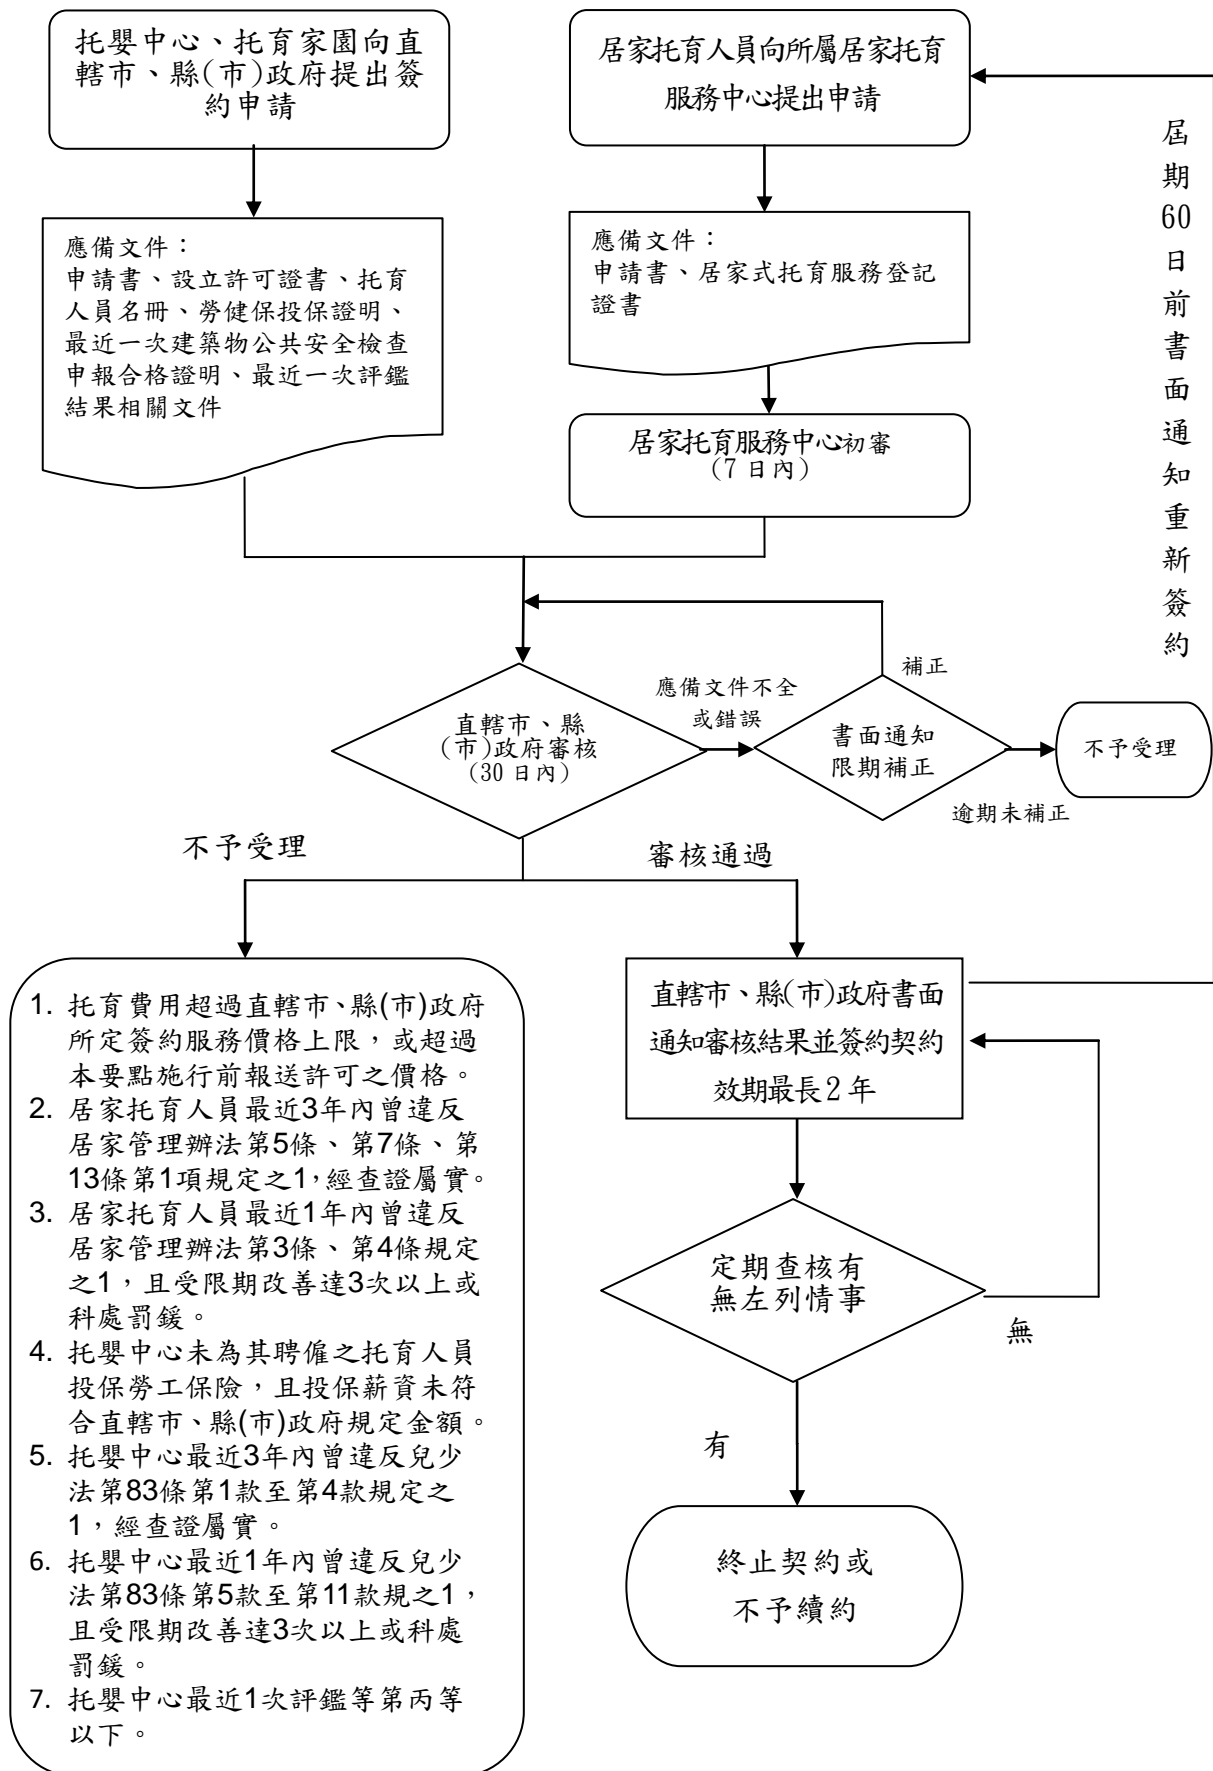 托嬰中心、托育家園向直
轄市、縣(市)政府提出簽
約申請
居家托育人員向所屬居家托育
服務中心提出申請
應備文件：
申請書、設立許可證書、托育
人員名冊、勞健保投保證明、
最近一次建築物公共安全檢查
申報合格證明、最近一次評鑑
結果相關文件
應備文件：
申請書、居家式托育服務登記
證書
居家托育服務中心初審
(7 日內)
屆
期
60
日
前
書
面
通
知
重
新
簽
約
直轄市、縣
(市)政府審核
(30 日內)
應備文件不全
或錯誤
書面通知
限期補正
補正
逾期未補正
不予受理
不予受理
審核通過
1. 托育費用超過直轄市、縣(市)政府
所定簽約服務價格上限，或超過
本要點施行前報送許可之價格。
2. 居家托育人員最近3年內曾違反
居家管理辦法第5條、第7條、第
13條第1項規定之1，經查證屬實。
3. 居家托育人員最近1年內曾違反
居家管理辦法第3條、第4條規定
之1，且受限期改善達3次以上或
科處罰鍰。
4. 托嬰中心未為其聘僱之托育人員
投保勞工保險，且投保薪資未符
合直轄市、縣(市)政府規定金額。
5. 托嬰中心最近3年內曾違反兒少
法第83條第1款至第4款規定之
1，經查證屬實。
6. 托嬰中心最近1年內曾違反兒少
法第83條第5款至第11款規之1，
且受限期改善達3次以上或科處
罰鍰。
7. 托嬰中心最近1次評鑑等第丙等
以下。
直轄市、縣(市)政府書面
通知審核結果並簽約契約
效期最長2 年
定期查核有
無左列情事
無
有
終止契約或
不予續約